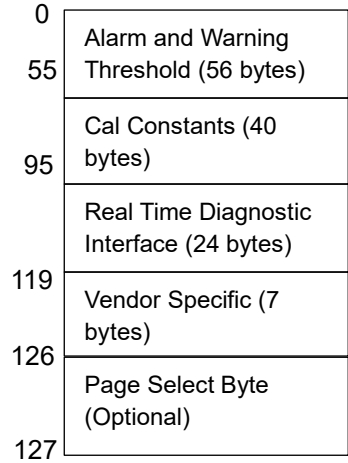 0
Alarm and Warning
55 Threshold (56 bytes)
Cal Constants (40
bytes)
95
Real Time Diagnostic
Interface (24 bytes)
119
Vendor Specific (7
bytes)
126
Page Select Byte
(Optional)
127